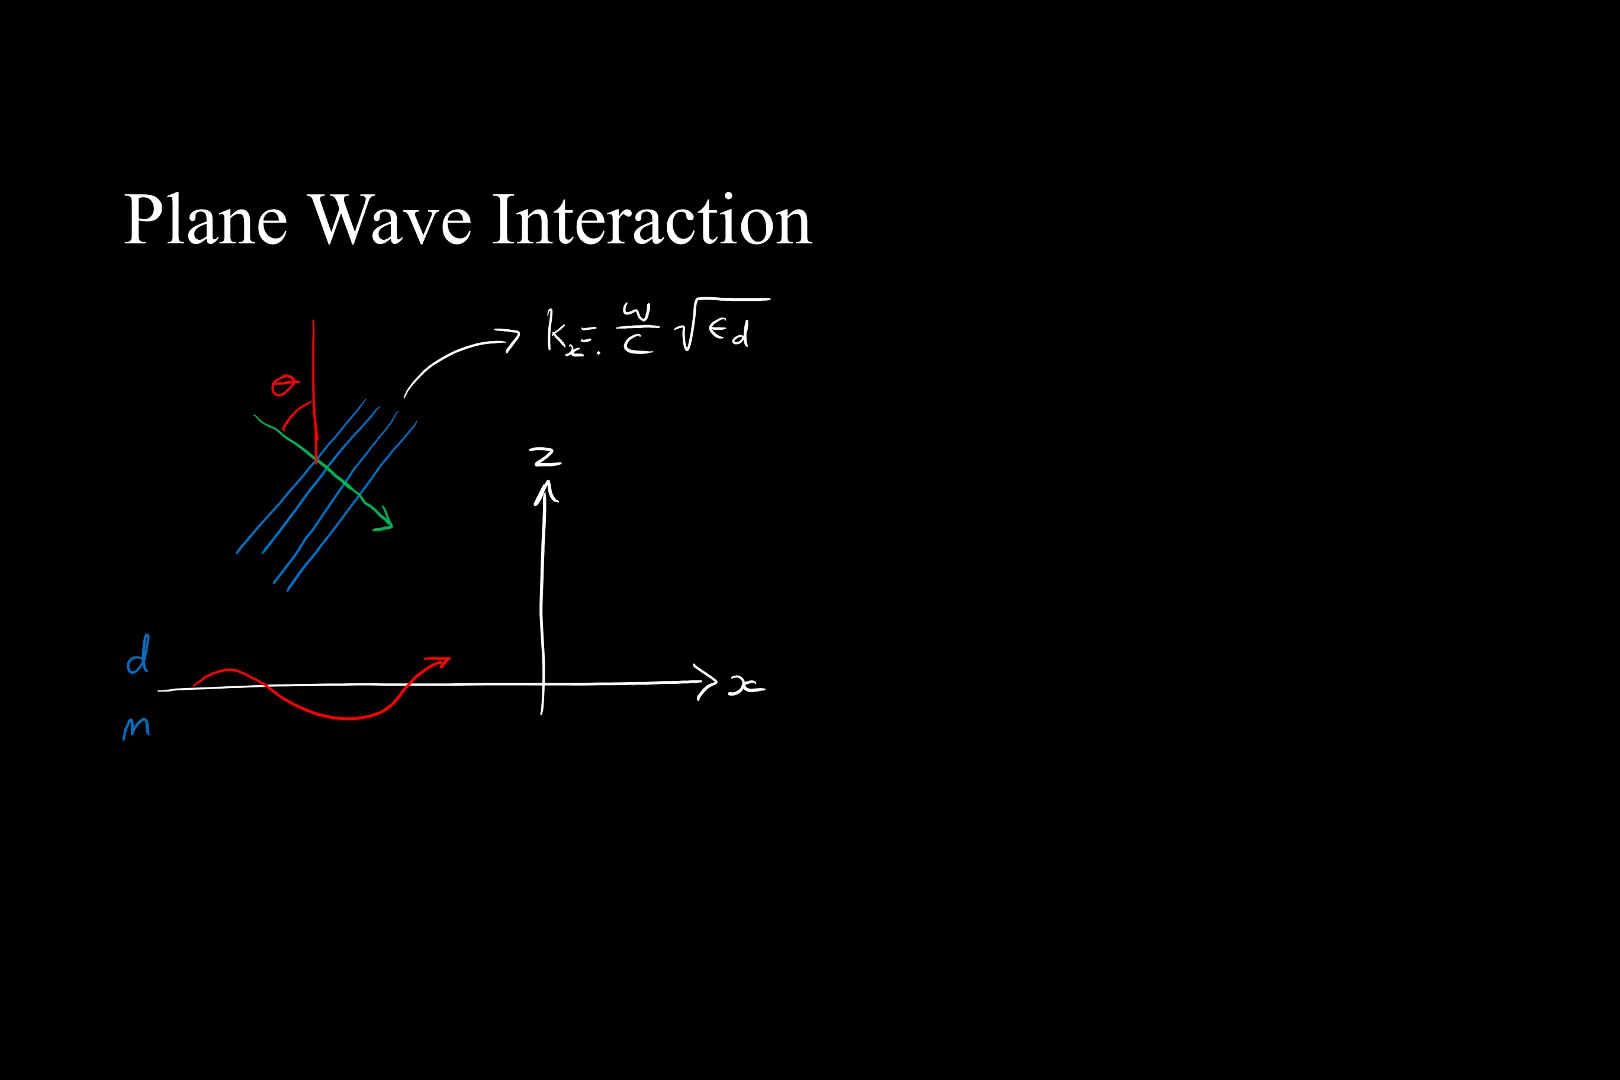 Plane Wave Interaction
kₓ = ω/c √ϵd
θ
z
d
x
m